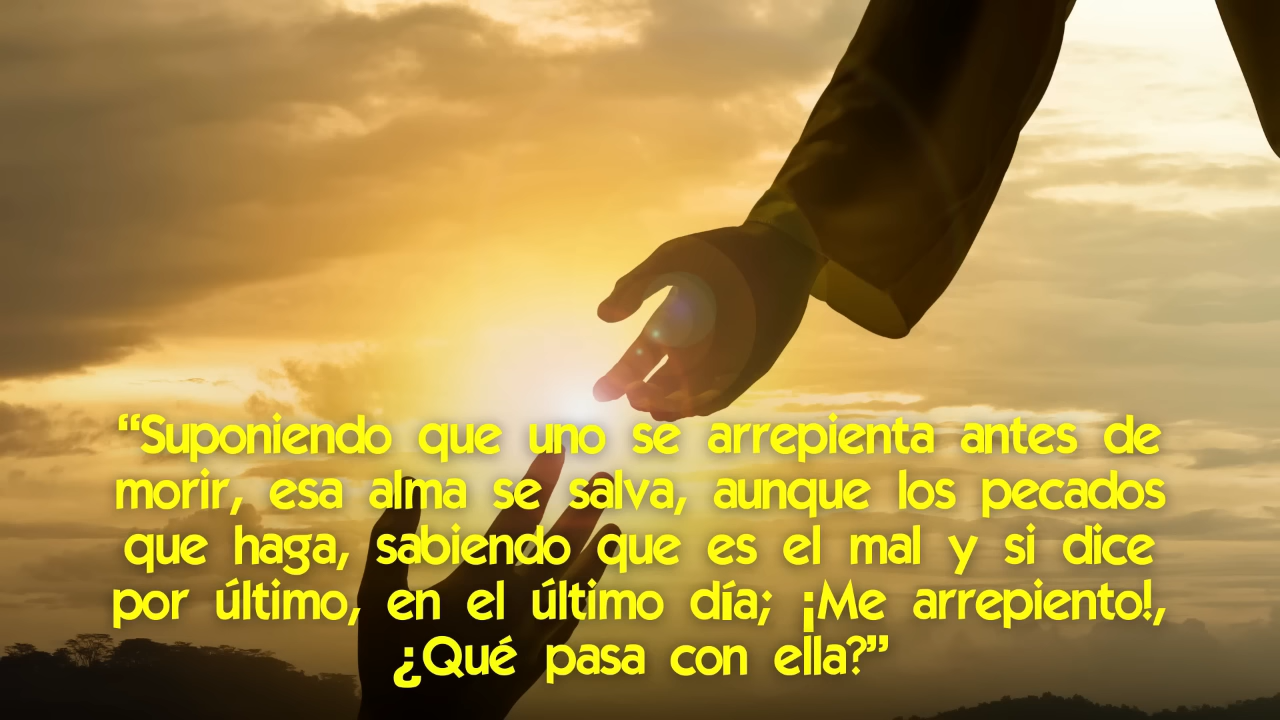 “Suponiendo que uno se arrepienta antes de
morir, esa alma se salva, aunque los pecados
que haga, sabiendo que es el mal y si dice
por último, en el último día; ¡Me arrepiento!,
¿Qué pasa con ella?”